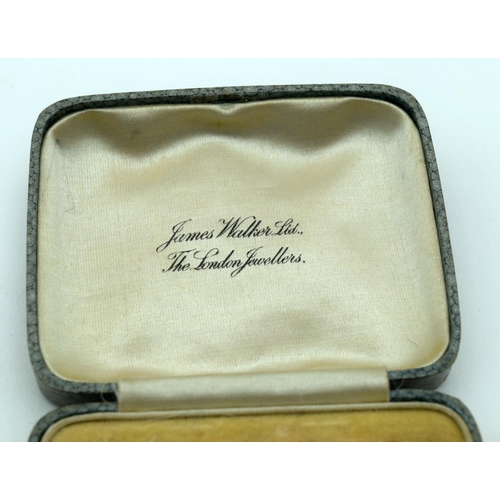 James Walker Ltd.,
The London Jewellers.